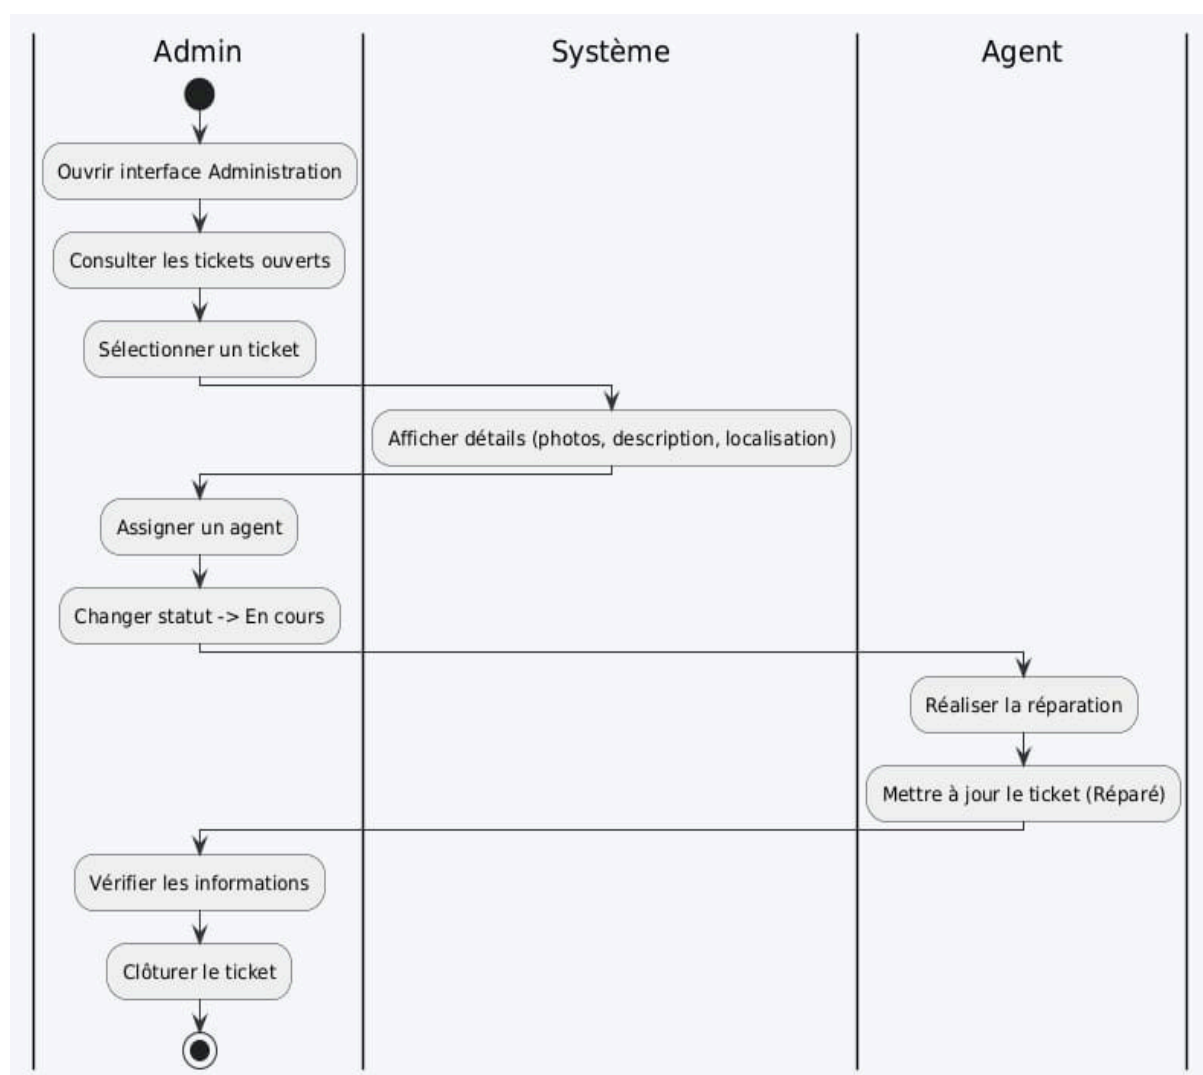 Admin
Système
Agent
Ouvrir interface Administration
Consulter les tickets ouverts
Sélectionner un ticket
Afficher détails (photos, description, localisation)
Assigner un agent
Changer statut -> En cours
Réaliser la réparation
Mettre à jour le ticket (Réparé)
Vérifier les informations
Clôturer le ticket